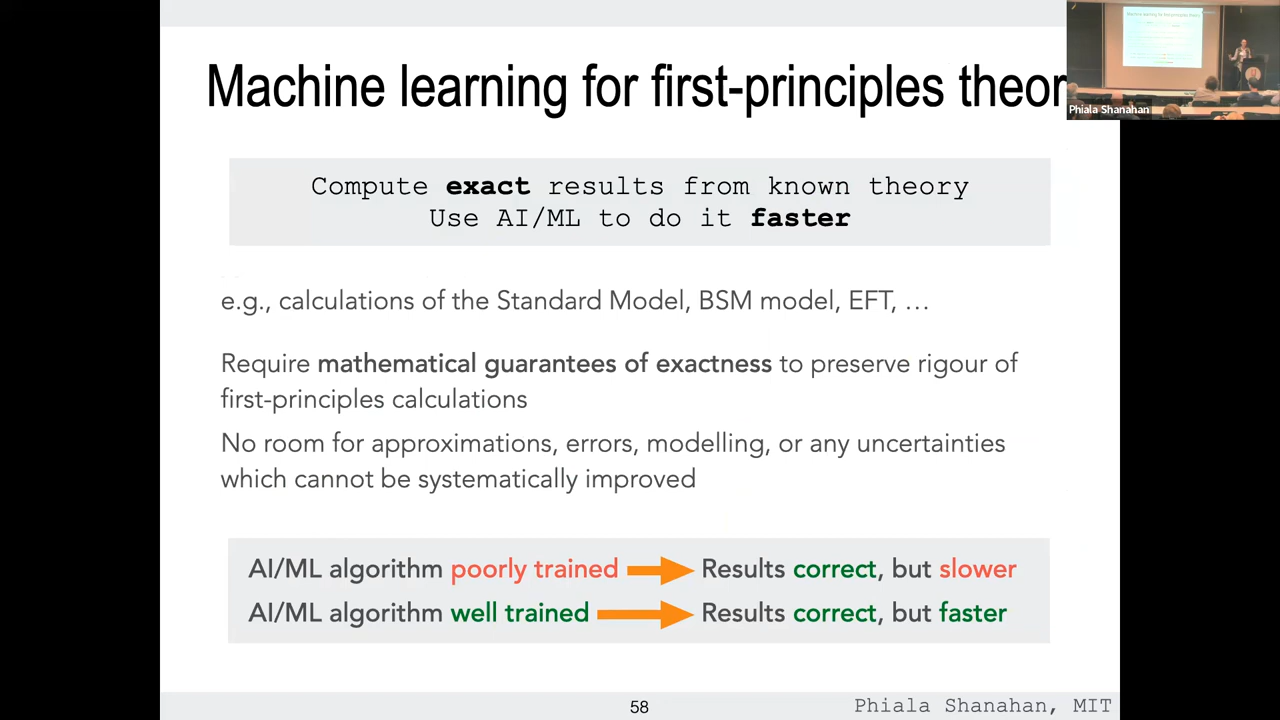 Machine learning for first-principles theor
Phiala Shanahan
Compute exact results from known theory
Use AI/ML to do it faster
e.g., calculations of the Standard Model, BSM model, EFT, …
Require mathematical guarantees of exactness to preserve rigour of
first-principles calculations
No room for approximations, errors, modelling, or any uncertainties
which cannot be systematically improved
AI/ML algorithm poorly trained Results correct, but slower
AI/ML algorithm well trained Results correct, but faster
58
Phiala Shanahan, MIT